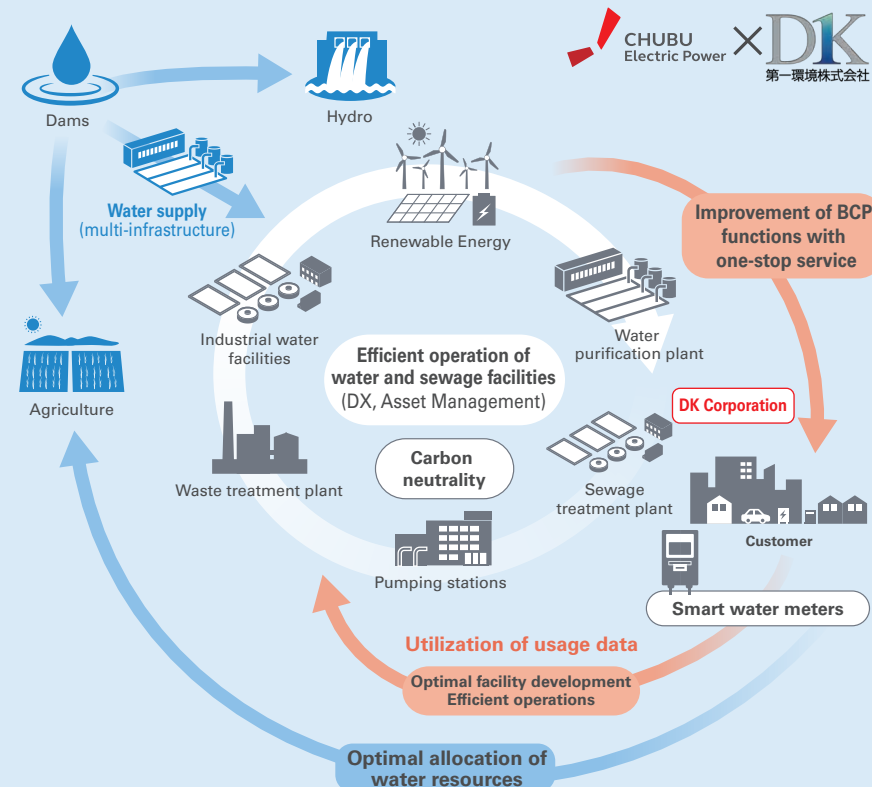 CHUBU
Electric Power
×
D1K
第一環境株式会社
Dams
Hydro
Water supply
(multi-infrastructure)
Renewable Energy
Improvement of BCP
functions with
one-stop service
Industrial water
facilities
Water
purification plant
Efficient operation of
water and sewage facilities
(DX, Asset Management)
Agriculture
DK Corporation
Carbon
neutrality
Waste treatment plant
Sewage
treatment plant
Customer
Pumping stations
Smart water meters
Utilization of usage data
Optimal facility development
Efficient operations
Optimal allocation of
water resources